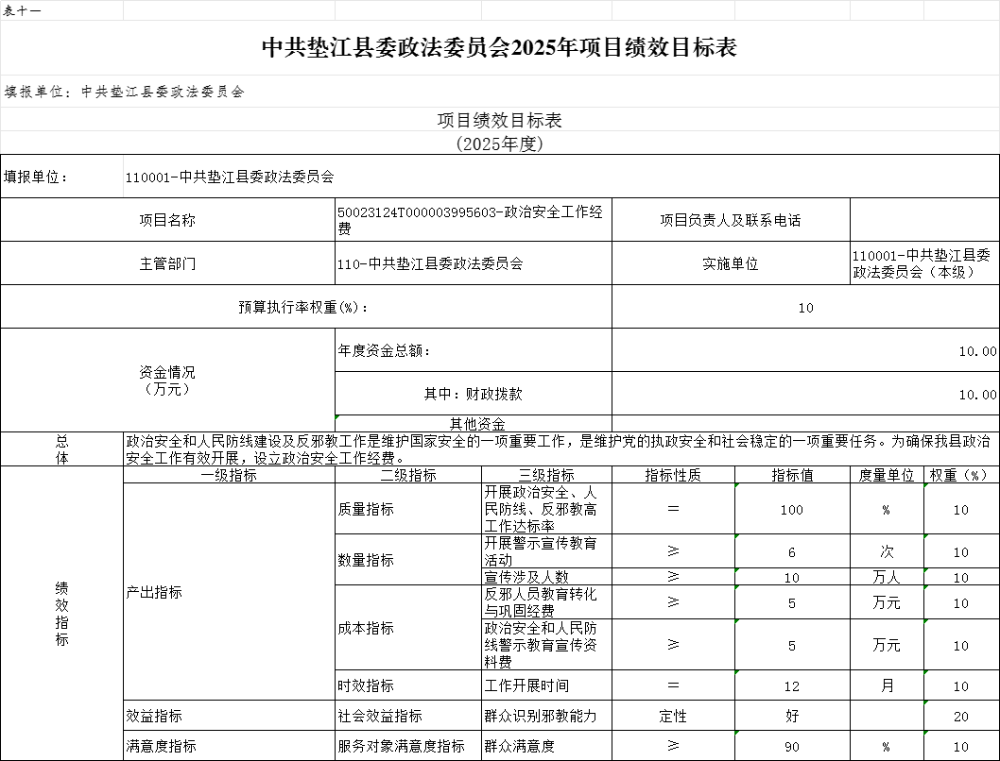 表十一
中共垫江县委政法委员会2025年项目绩效目标表
填报单位：中共垫江县委政法委员会
项目绩效目标表
(2025年度)
填报单位： 110001-中共垫江县委政法委员会
项目名称
50023124T000003995603-政治安全工作经
费
项目负责人及联系电话
主管部门
110-中共垫江县委政法委员会
实施单位
110001-中共垫江县委
政法委员会（本级）
预算执行率权重(%)：
10
资金情况
（万元）
年度资金总额：
10.00
其中：财政拨款
10.00
其他资金
总
体
政治安全和人民防线建设及反邪教工作是维护国家安全的一项重要工作，是维护党的执政安全和社会稳定的一项重要任务。为确保我县政治
安全工作有效开展，设立政治安全工作经费。
绩
效
指
标
一级指标 二级指标 三级指标 指标性质 指标值 度量单位 权重（%）
产出指标
质量指标
开展政治安全、人
民防线、反邪教高
工作达标率
＝ 100 % 10
数量指标
开展警示宣传教育
活动
≥ 6 次 10
宣传涉及人数 ≥ 10 万人 10
成本指标
反邪人员教育转化
与巩固经费
≥ 5 万元 10
政治安全和人民防
线警示教育宣传资
料费
≥ 5 万元 10
时效指标 工作开展时间 ＝ 12 月 10
效益指标 社会效益指标 群众识别邪教能力 定性 好 20
满意度指标 服务对象满意度指标 群众满意度 ≥ 90 % 10